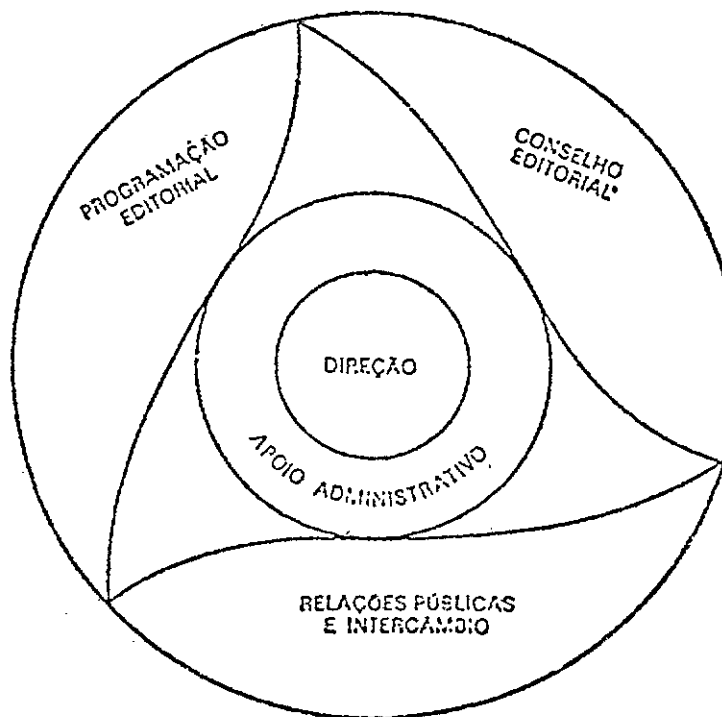 PROGRAMAÇÃO
EDITORIAL
CONSELHO
EDITORIAL*
DIREÇÃO
APOIO ADMINISTRATIVO
RELAÇÕES PÚBLICAS
E INTERCÂMBIO